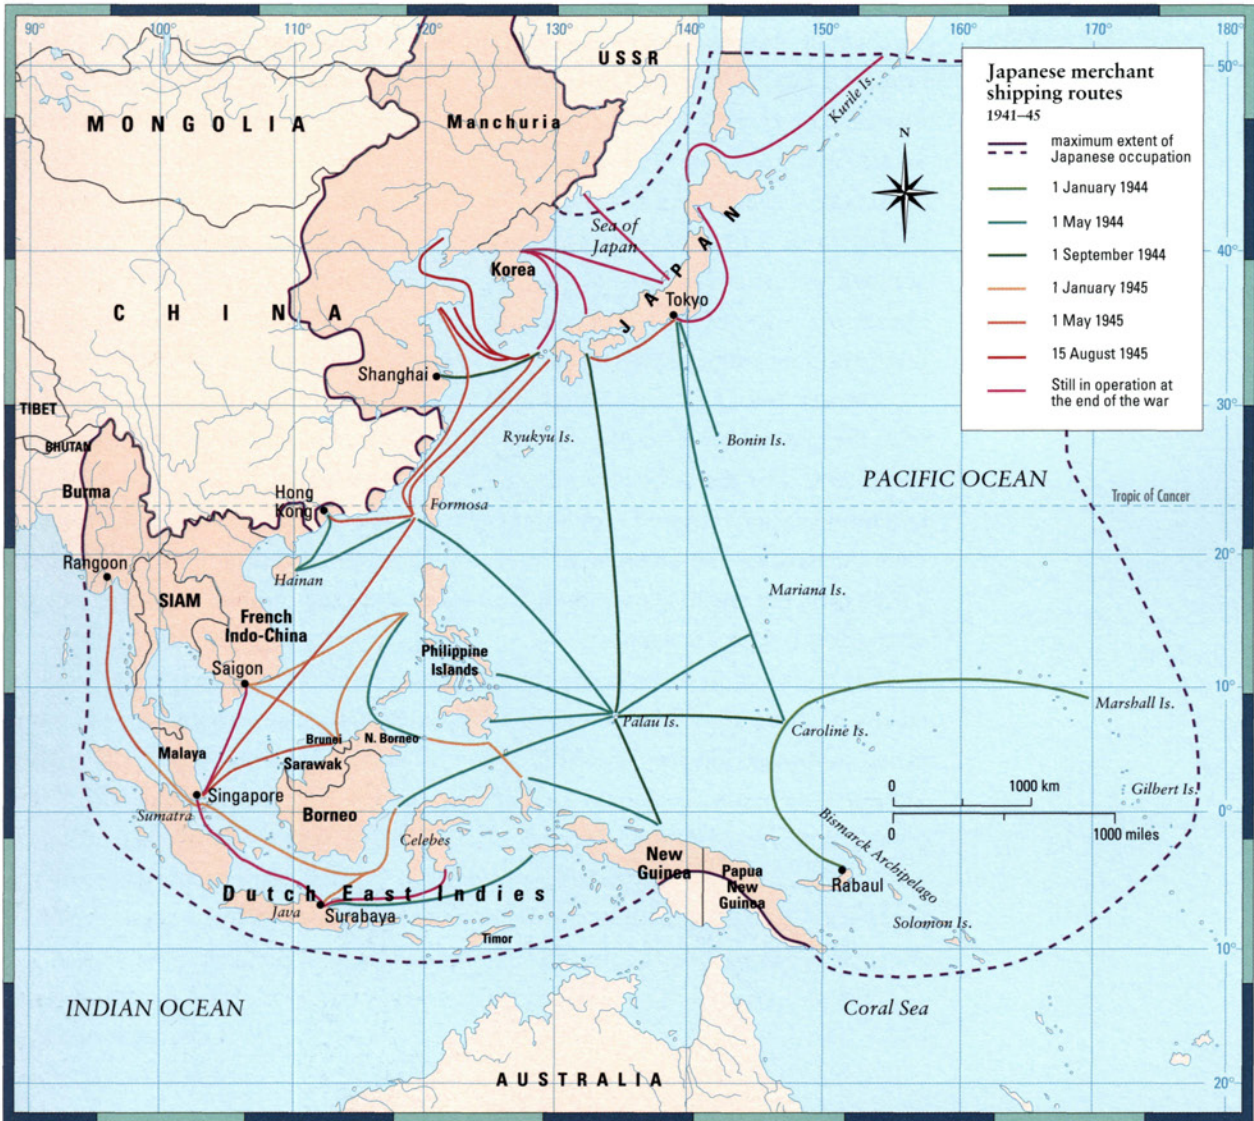 90°
100°
110°
120°
130°
140°
150°
160°
170°
180°
50°
40°
30°
20°
10°
0°
10°
20°
Japanese merchant
shipping routes
1941–45
maximum extent of
Japanese occupation
1 January 1944
1 May 1944
1 September 1944
1 January 1945
1 May 1945
15 August 1945
Still in operation at
the end of the war
N
USSR
MONGOLIA
Manchuria
Kurile Is.
Sea of
Japan
JAPAN
Korea
Tokyo
CHINA
Shanghai
TIBET
BHUTAN
Ryukyu Is.
Bonin Is.
PACIFIC OCEAN
Burma
Hong
Kong
Formosa
Tropic of Cancer
Rangoon
Hainan
SIAM
French
Indo-China
Mariana Is.
Saigon
Philippine
Islands
Palau Is.
Caroline Is.
Marshall Is.
Malaya
Brunei
N. Borneo
Sarawak
Singapore
Sumatra
Borneo
Celebes
0
1000 km
0
1000 miles
Gilbert Is.
New
Guinea
Papua
New
Guinea
Bismarck Archipelago
Rabaul
Solomon Is.
Dutch East Indies
Java
Surabaya
Timor
INDIAN OCEAN
Coral Sea
AUSTRALIA